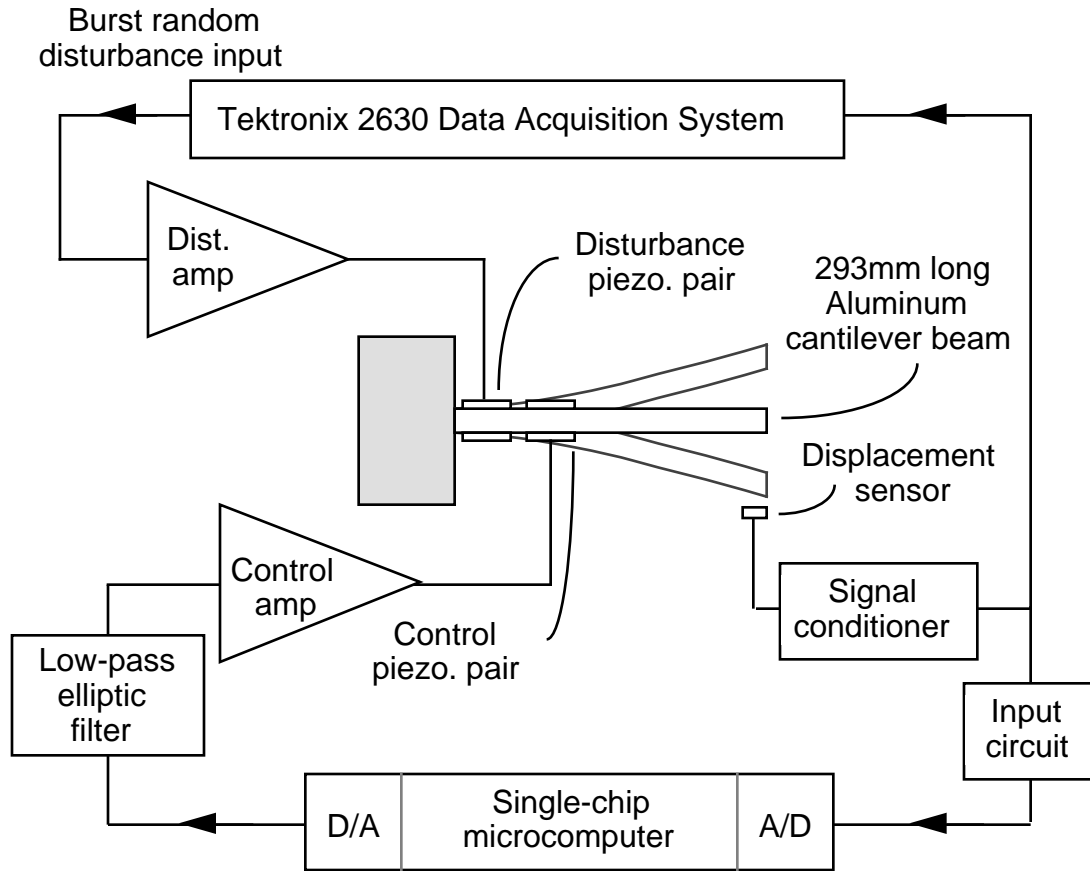 Burst random
disturbance input
Tektronix 2630 Data Acquisition System
Dist.
amp
Disturbance
piezo. pair
293mm long
Aluminum
cantilever beam
Displacement
sensor
Control
amp
Signal
conditioner
Control
piezo. pair
Low-pass
elliptic
filter
Input
circuit
D/A
Single-chip
microcomputer
A/D